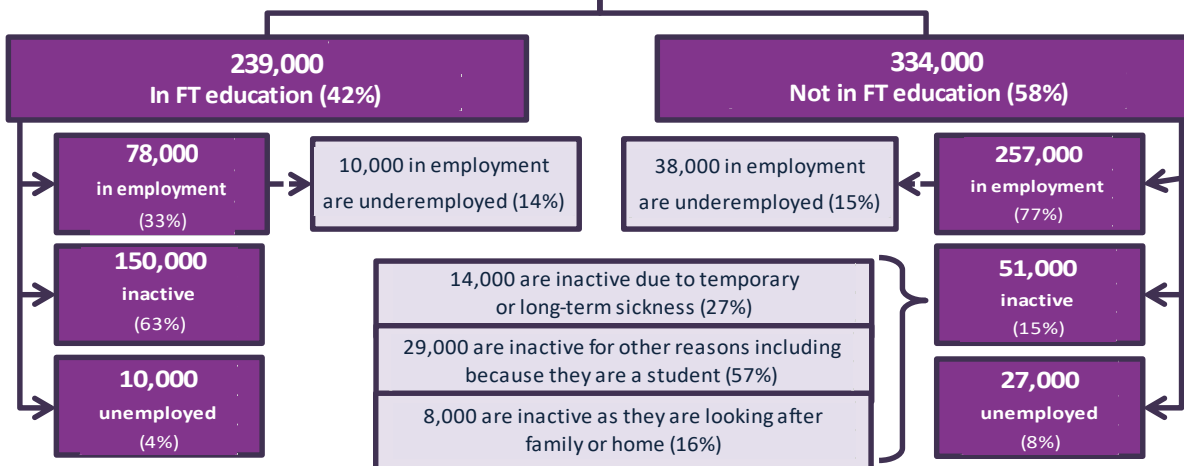 239,000
In FT education (42%)
334,000
Not in FT education (58%)
78,000
in employment
(33%)
10,000 in employment
are underemployed (14%)
38,000 in employment
are underemployed (15%)
257,000
in employment
(77%)
150,000
inactive
(63%)
14,000 are inactive due to temporary
or long-term sickness (27%)
29,000 are inactive for other reasons including
because they are a student (57%)
8,000 are inactive as they are looking after
family or home (16%)
51,000
inactive
(15%)
10,000
unemployed
(4%)
27,000
unemployed
(8%)